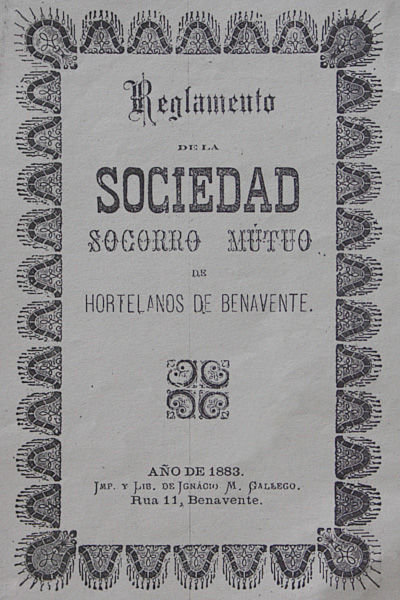 Reglamento
DE LA
SOCIEDAD
SOCORRO MÚTUO
DE
HORTELANOS DE BENAVENTE.
AÑO DE 1883.
IMP. Y LIB. DE IGNÁCIO M. GALLEGO.
Rua 11, Benavente.